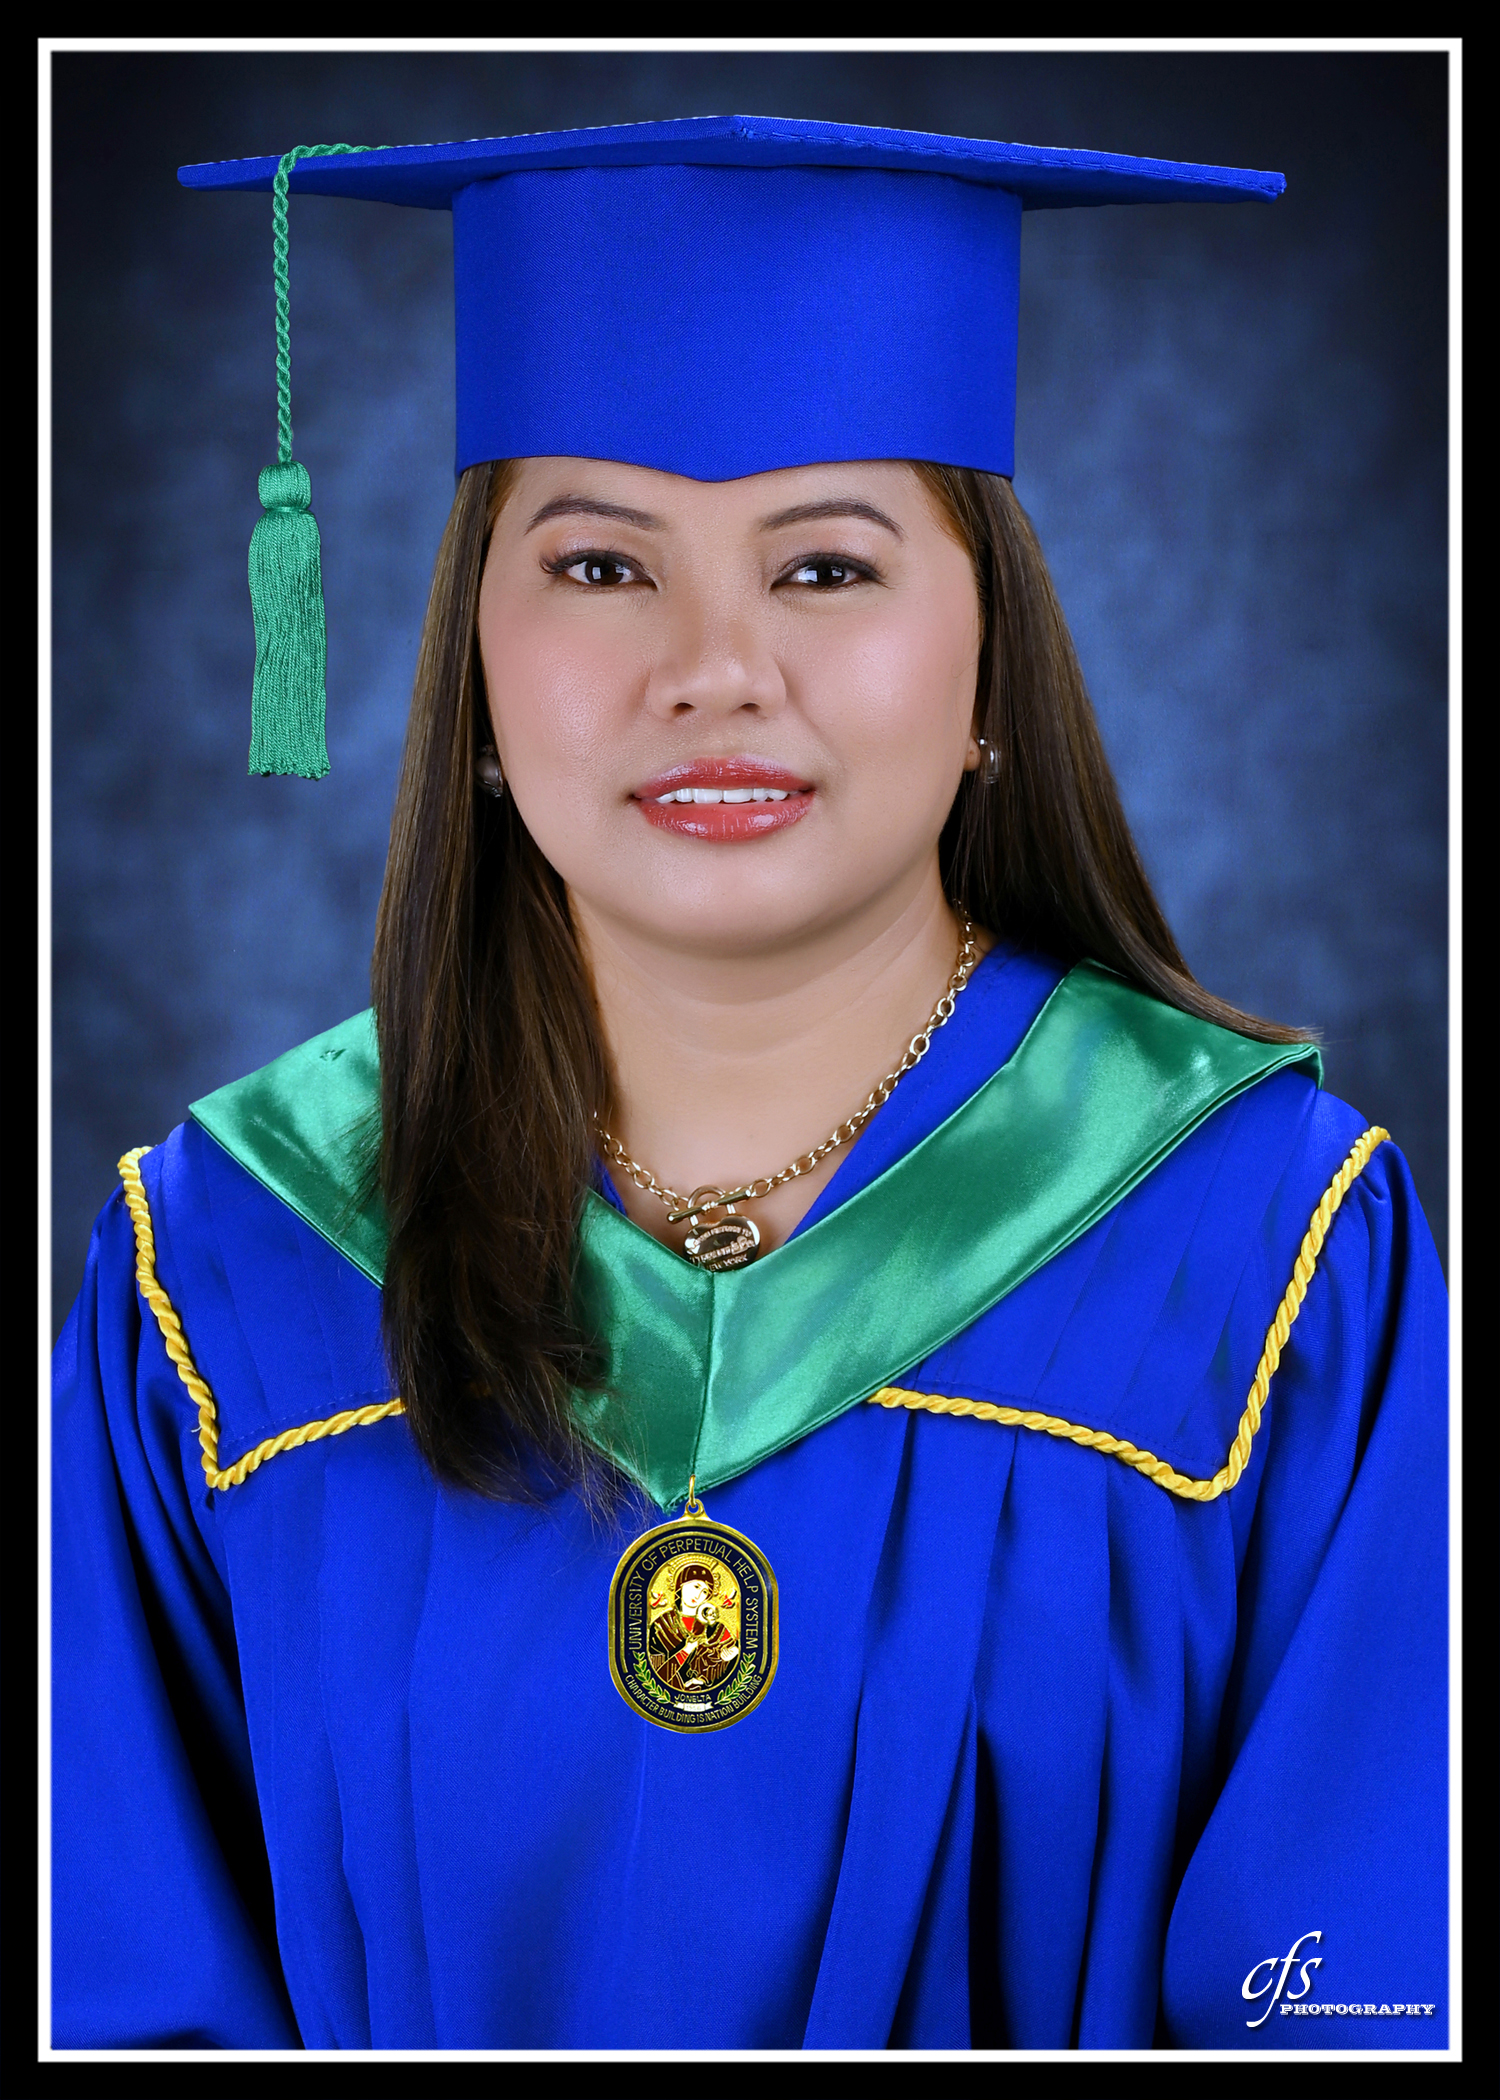 UNIVERSITY OF PERPETUAL HELP SYSTEM
JONELTA
CHARACTER BUILDING IS NATION BUILDING
cfs
PHOTOGRAPHY